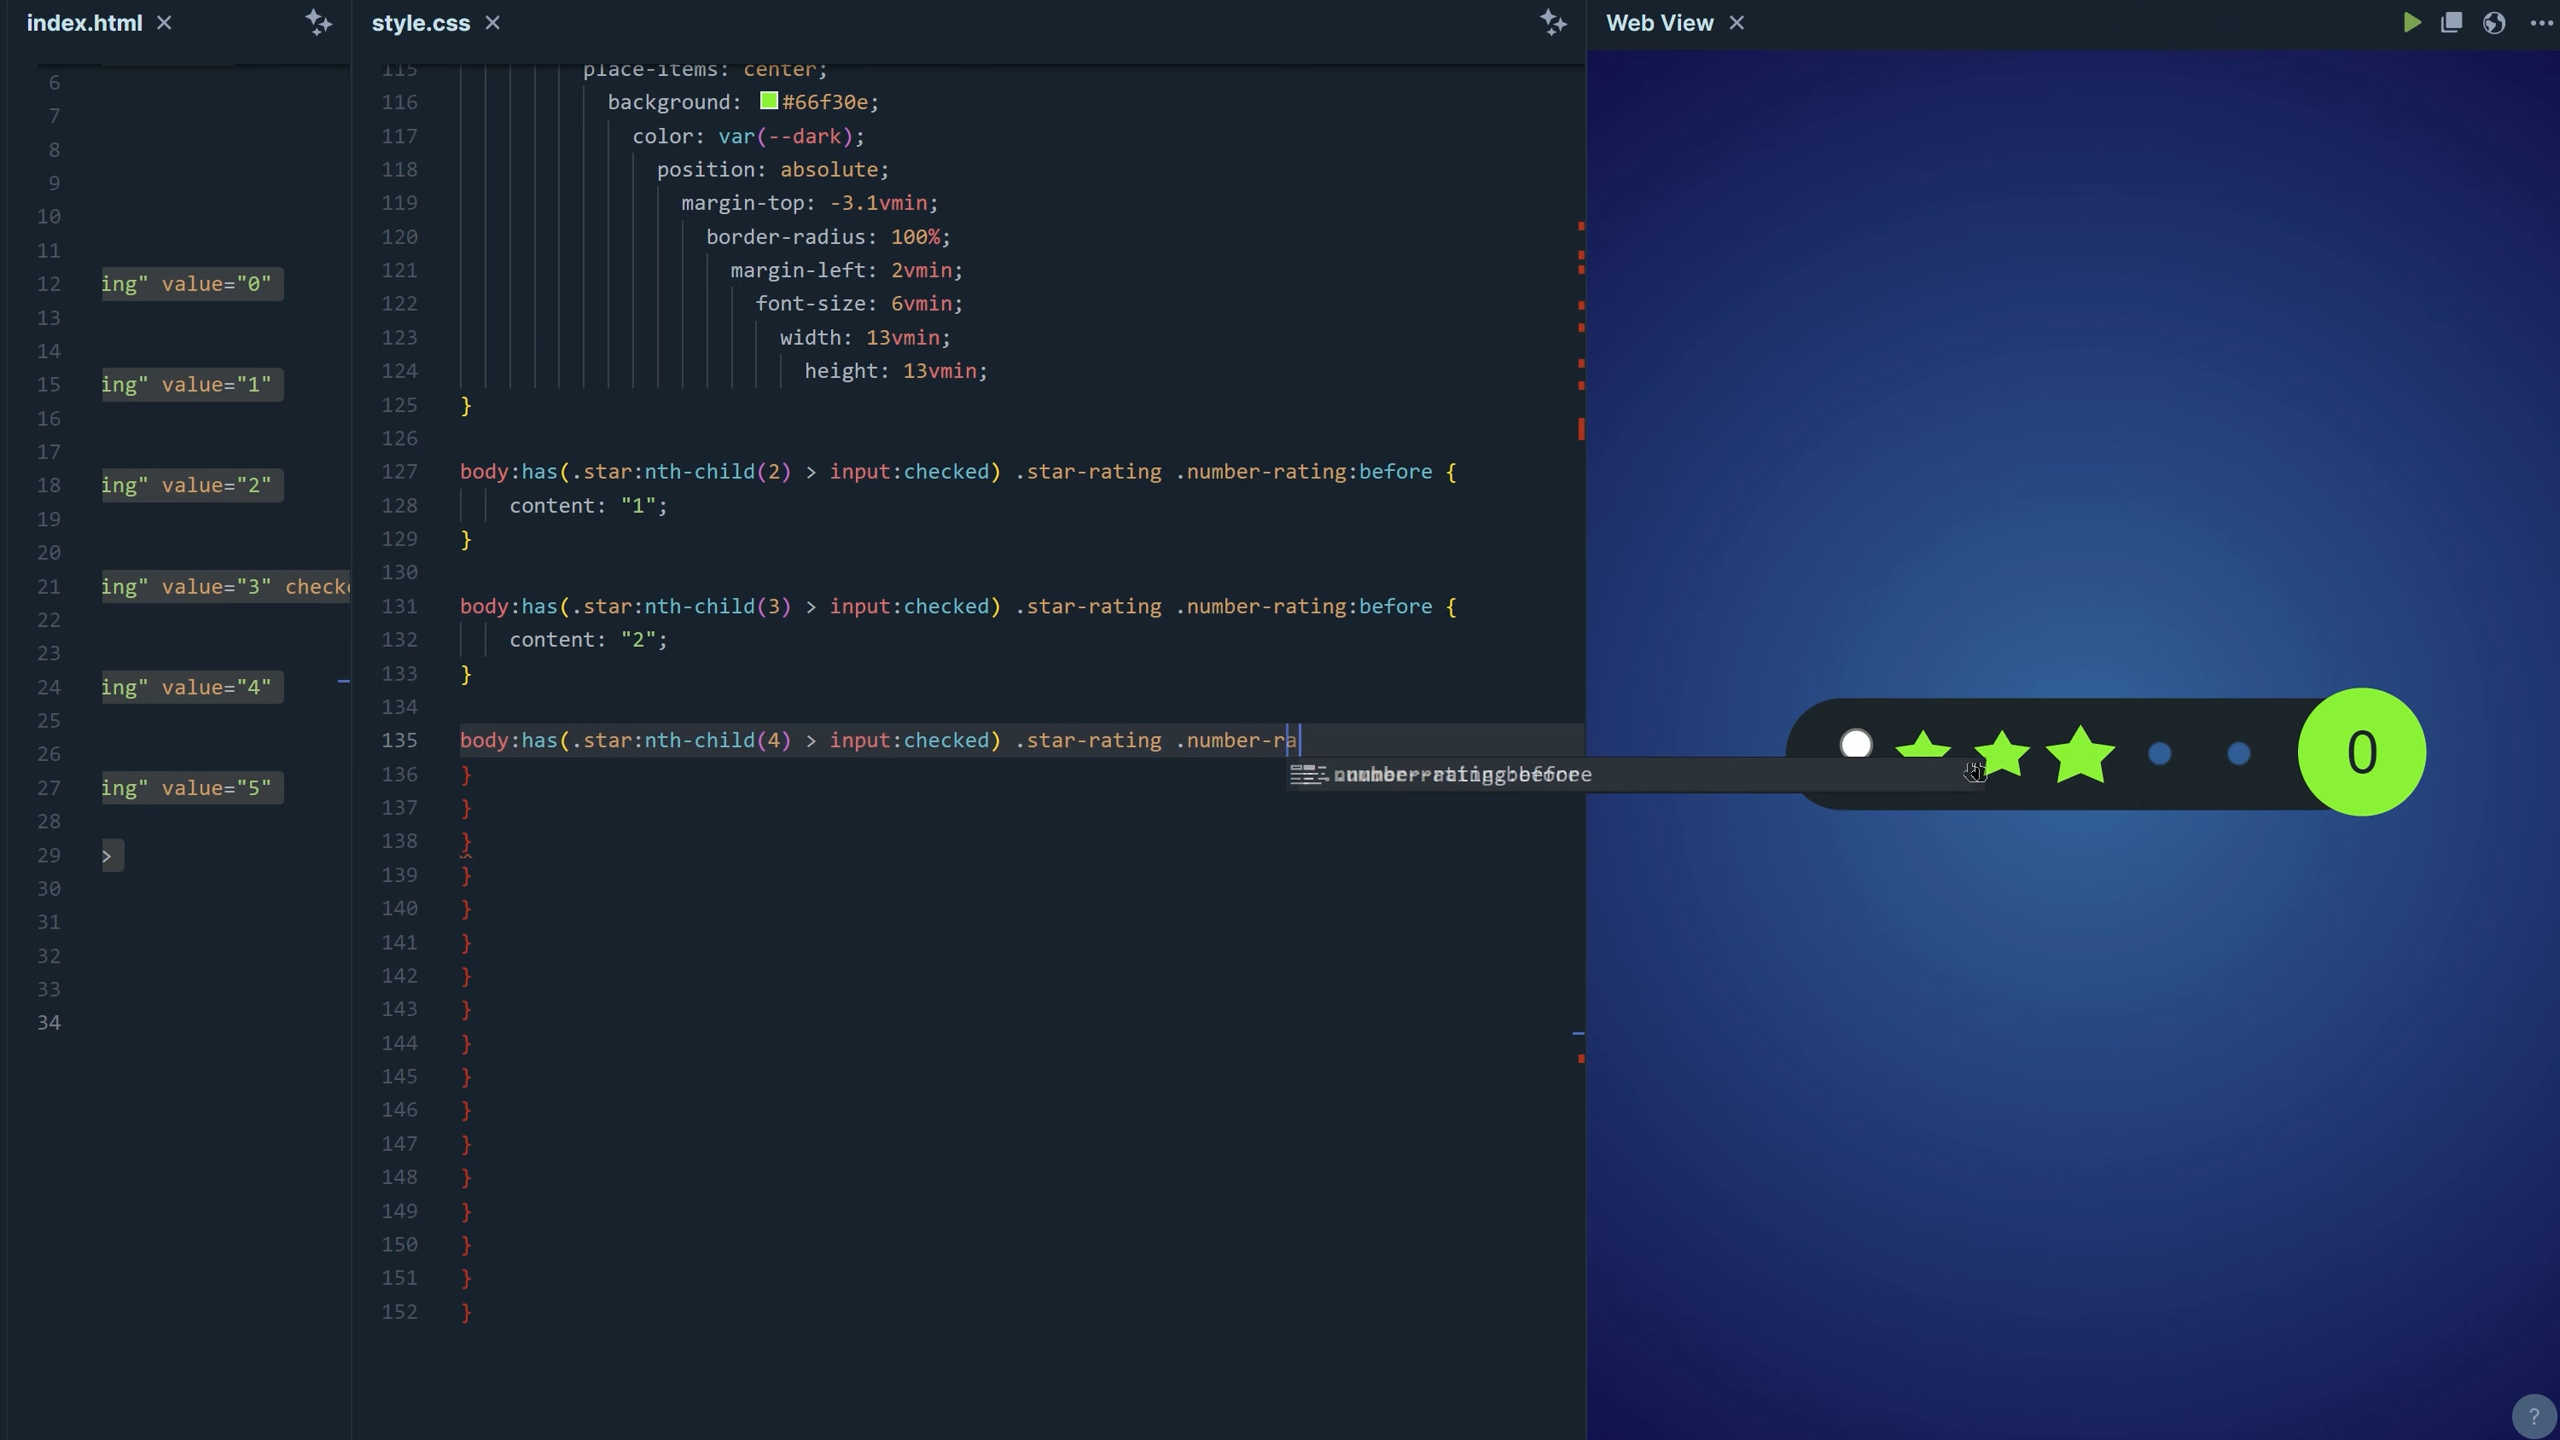 index.html
6
7
8
9
10
11
12 ing" value="0"
13
14
15 ing" value="1"
16
17
18 ing" value="2"
19
20
21 ing" value="3"
22
23
24 ing" value="4"
25
26
27 ing" value="5"
28
29 >
30
31
32
33
34
style.css
115 place-items: center;
116 background: #66f30e;
117 color: var(--dark);
118 position: absolute;
119 margin-top: -3.1vmin;
120 border-radius: 100%;
121 margin-left: 2vmin;
122 font-size: 6vmin;
123 width: 13vmin;
124 height: 13vmin;
125 }
126
127 body:has(.star:nth-child(2) > input:checked) .star-rating .number-rating:before {
128 content: "1";
129 }
130
131 body:has(.star:nth-child(3) > input:checked) .star-rating .number-rating:before {
132 content: "2";
133 }
134
135 body:has(.star:nth-child(4) > input:checked) .star-rating .number-ra
136 }
137 }
138 }
139 }
140 }
141 }
142 }
143 }
144 }
145 }
146 }
147 }
148 }
149 }
150 }
151 }
152 }
Web View
0
?